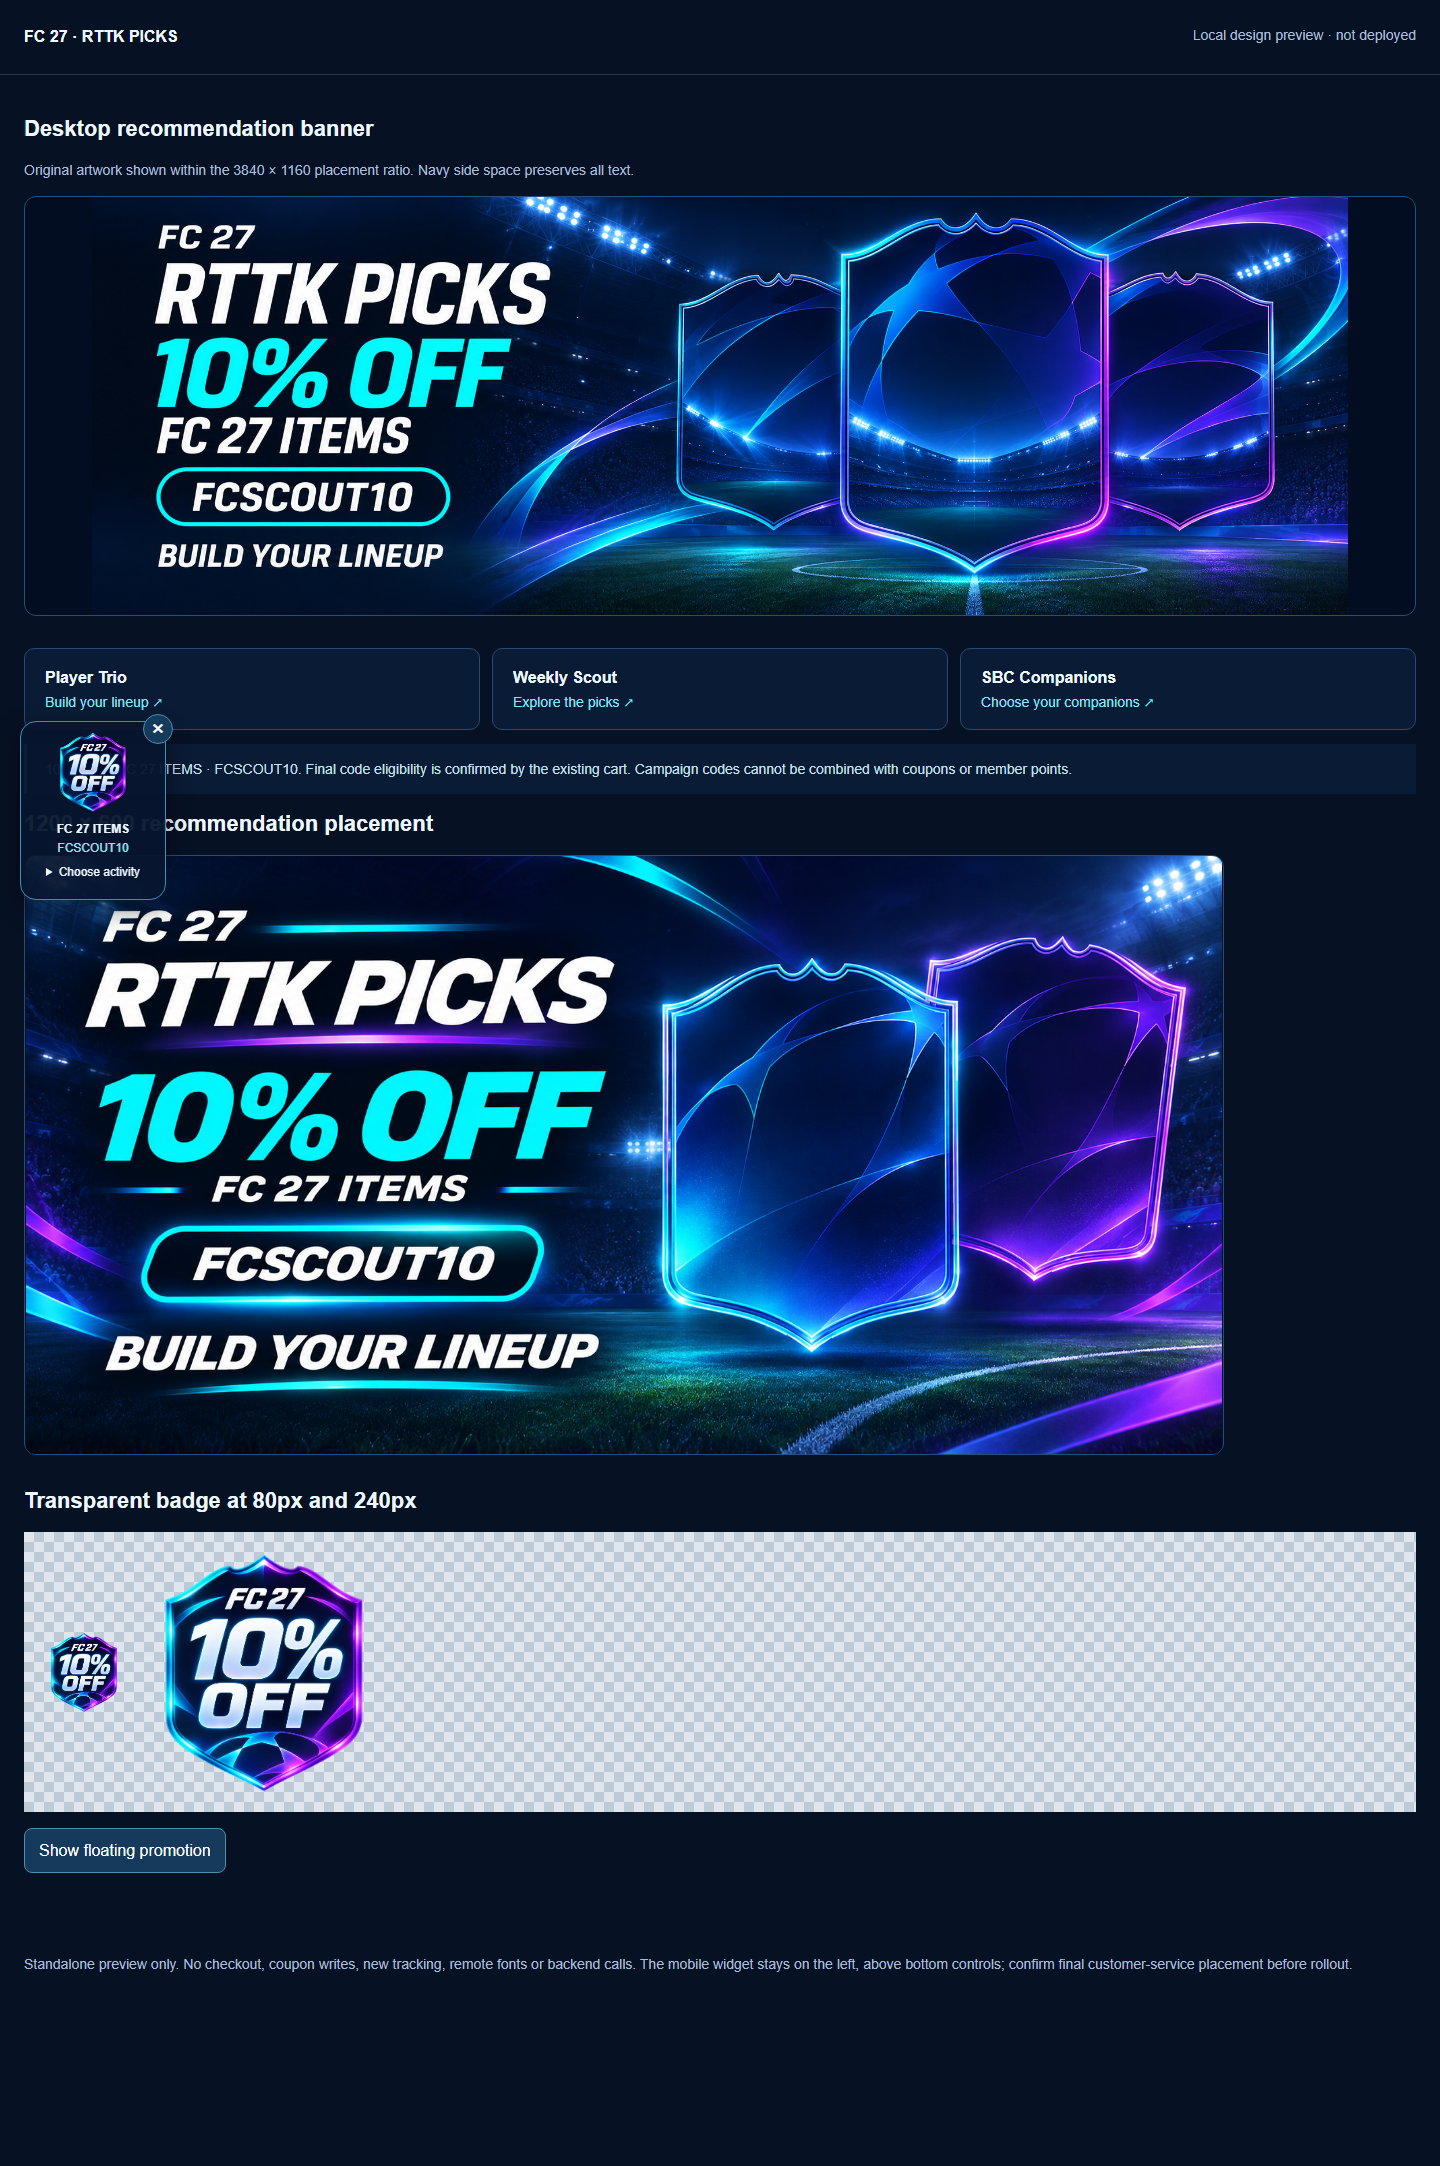 FC 27 · RTTK PICKS
Local design preview · not deployed
Desktop recommendation banner
Original artwork shown within the 3840 × 1160 placement ratio. Navy side space preserves all text.
FC 27
RTTK PICKS
10% OFF
FC 27 ITEMS
FCSCOUT10
BUILD YOUR LINEUP
Player Trio
Build your lineup ↗
Weekly Scout
Explore the picks ↗
SBC Companions
Choose your companions ↗
✕
FC 27
10%
OFF
FC 27 ITEMS
FCSCOUT10
▶ Choose activity
27 ITEMS · FCSCOUT10. Final code eligibility is confirmed by the existing cart. Campaign codes cannot be combined with coupons or member points.
1200 × 600 recommendation placement
FC 27
RTTK PICKS
10% OFF
FC 27 ITEMS
FCSCOUT10
BUILD YOUR LINEUP
Transparent badge at 80px and 240px
FC 27
10%
OFF
FC 27
10%
OFF
Show floating promotion
Standalone preview only. No checkout, coupon writes, new tracking, remote fonts or backend calls. The mobile widget stays on the left, above bottom controls; confirm final customer-service placement before rollout.